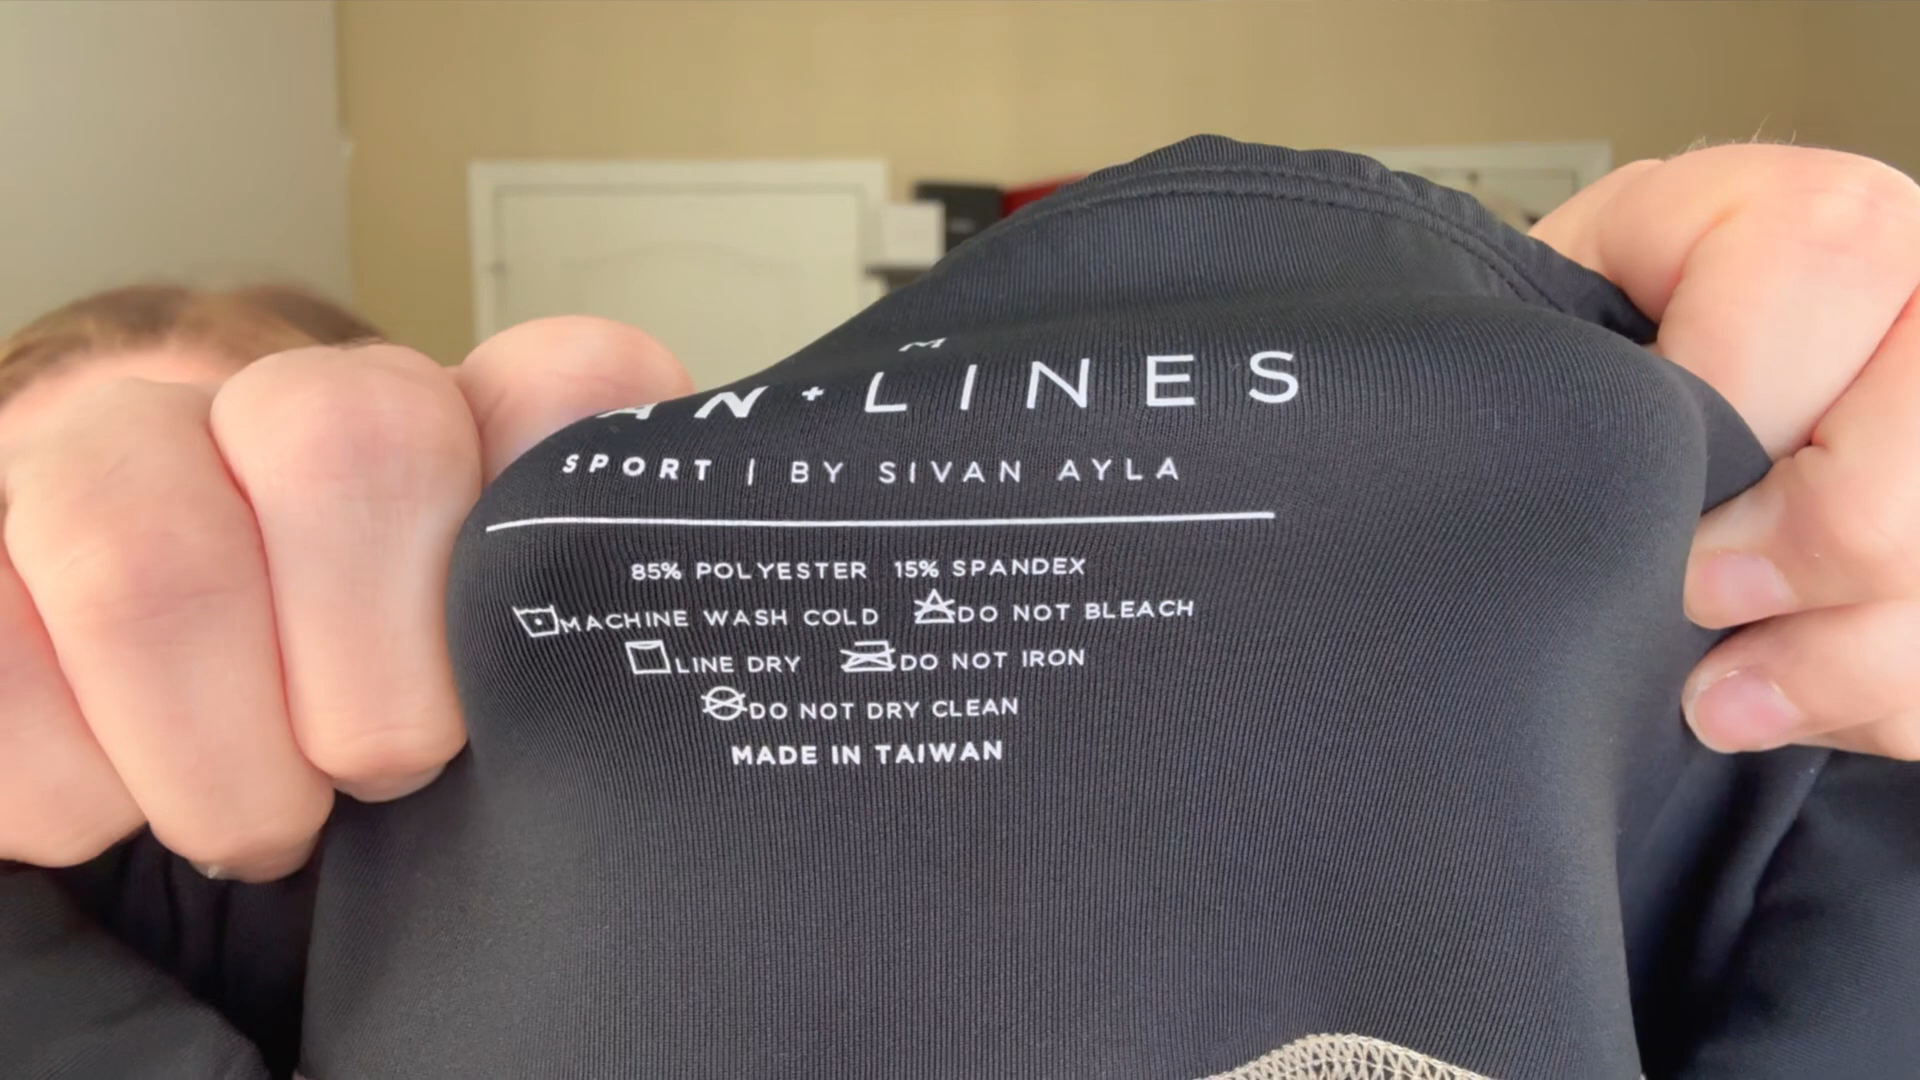 M
AN + LINES
SPORT | BY SIVAN AYLA
85% POLYESTER 15% SPANDEX
MACHINE WASH COLD DO NOT BLEACH
LINE DRY DO NOT IRON
DO NOT DRY CLEAN
MADE IN TAIWAN